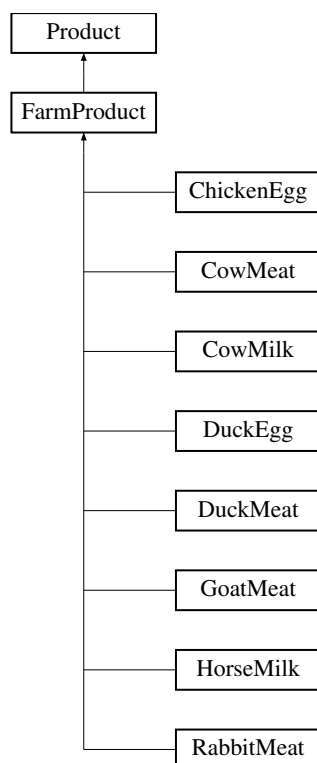 Product
FarmProduct
ChickenEgg
CowMeat
CowMilk
DuckEgg
DuckMeat
GoatMeat
HorseMilk
RabbitMeat